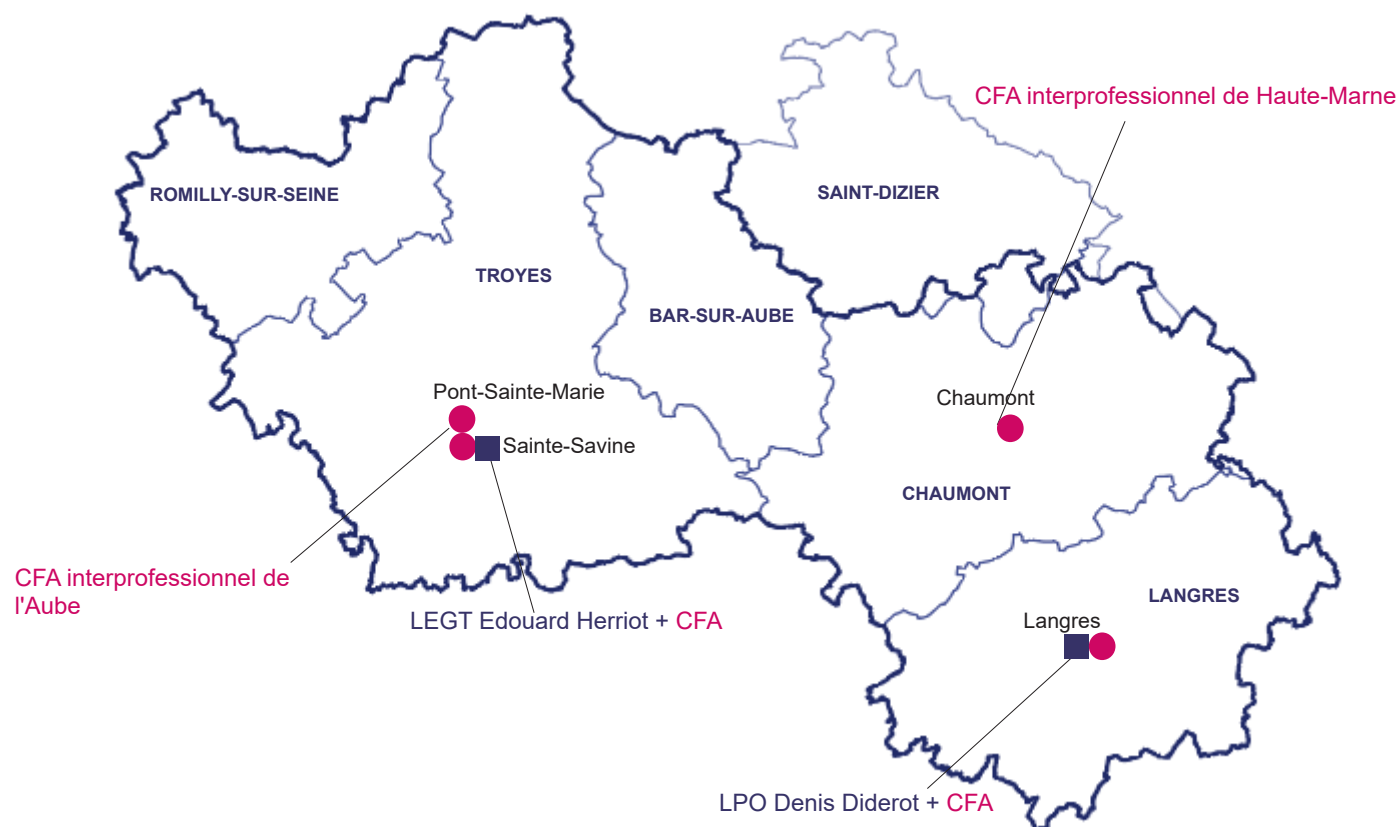 CFA interprofessionnel de Haute-Marne
ROMILLY-SUR-SEINE
SAINT-DIZIER
TROYES
BAR-SUR-AUBE
Pont-Sainte-Marie
Chaumont
Sainte-Savine
CHAUMONT
CFA interprofessionnel de
l'Aube
LANGRES
LEGT Edouard Herriot + CFA
Langres
LPO Denis Diderot + CFA